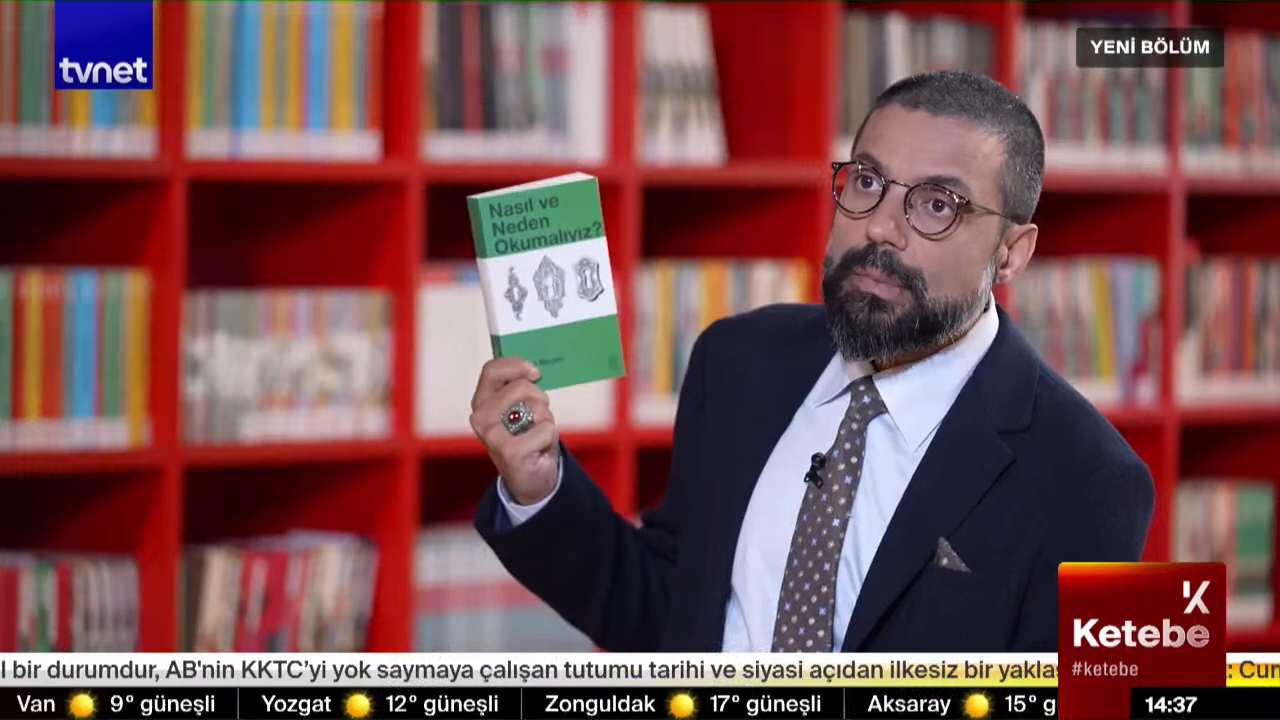 tvnet
YENİ BÖLÜM
Nasıl ve
Neden
Okumalıyız?
Ketebe
#ketebe
l bir durumdur, AB'nin KKTC'yi yok saymaya çalışan tutumu tarihi ve siyasi açıdan ilkesiz bir yaklaş
: Cum
Van 9° güneşli Yozgat 12° güneşli Zonguldak 17° güneşli Aksaray 15° g
14:37